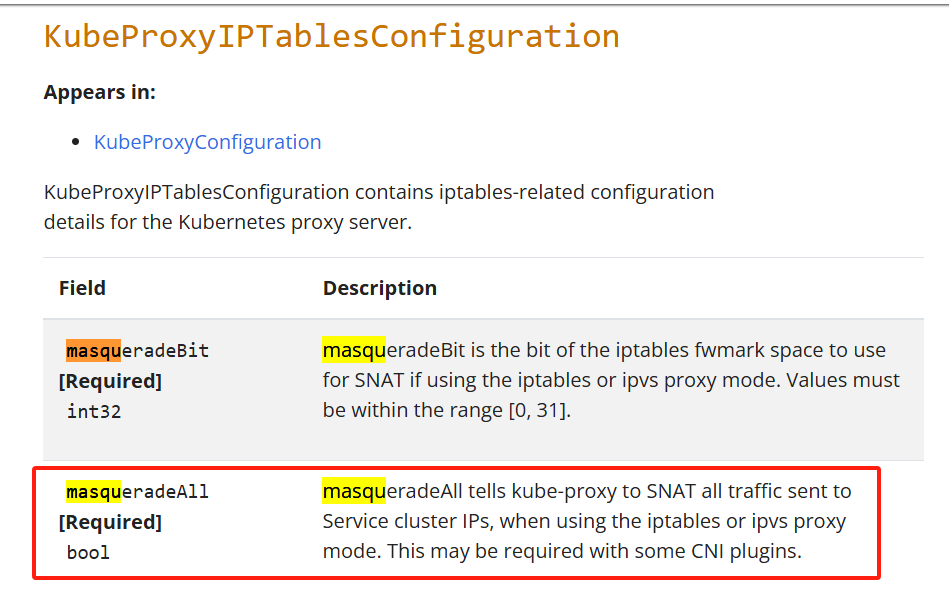 KubeProxyIPTablesConfiguration
Appears in:
KubeProxyConfiguration
KubeProxyIPTablesConfiguration contains iptables-related configuration
details for the Kubernetes proxy server.
Field Description
masqueradeBit
[Required]
int32
masqueradeBit is the bit of the iptables fwmark space to use
for SNAT if using the iptables or ipvs proxy mode. Values must
be within the range [0, 31].
masqueradeAll
[Required]
bool
masqueradeAll tells kube-proxy to SNAT all traffic sent to
Service cluster IPs, when using the iptables or ipvs proxy
mode. This may be required with some CNI plugins.